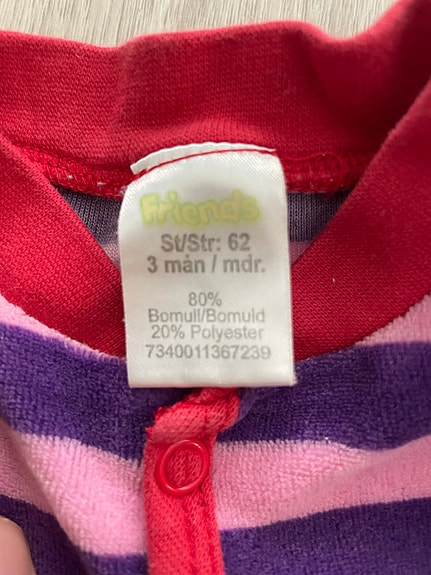 Friends
St/Str: 62
3 mån / mdr.
80%
Bomull/Bomuld
20% Polyester
7340011367239